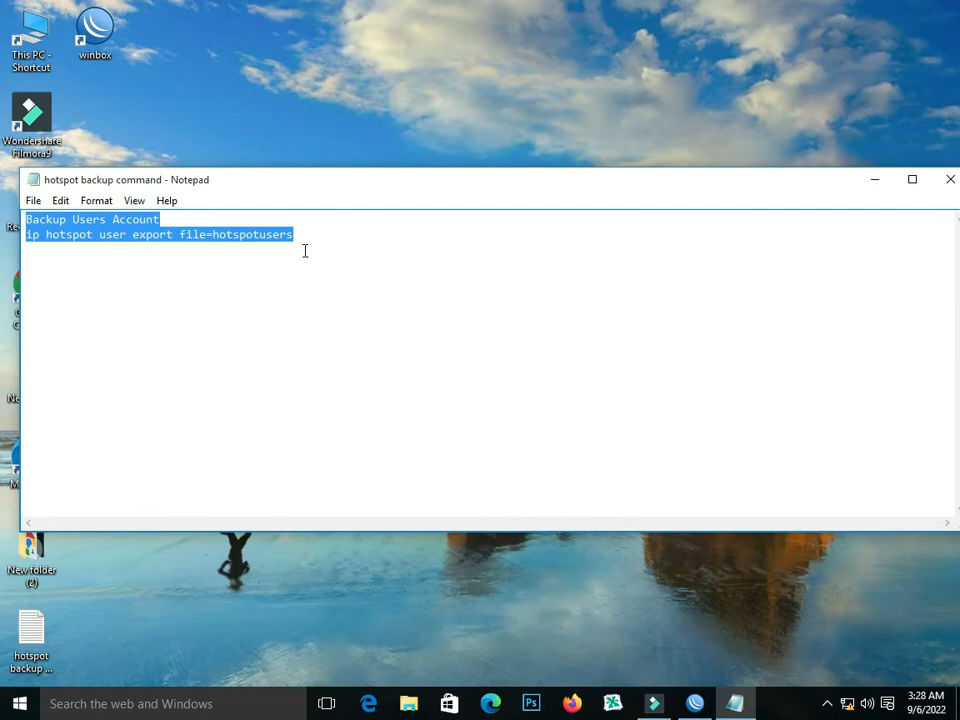 This PC -
Shortcut
winbox
Wondershare
Filmora9
hotspot backup command - Notepad
File Edit Format View Help
Backup Users Account
ip hotspot user export file=hotspotusers
New folder
(2)
hotspot
backup ...
Search the web and Windows
3:28 AM
9/6/2022